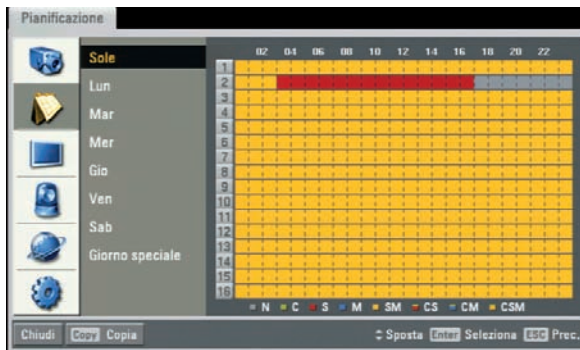 Pianificazione
Sole
Lun
Mar
Mer
Gio
Ven
Sab
Giorno speciale
02 04 06 08 10 12 14 16 18 20 22
1
2
3
4
5
6
7
8
9
10
11
12
13
14
15
16
N C S M SM CS CM CSM
Chiudi Copy Copia Sposta Enter Seleziona ESC Prec.